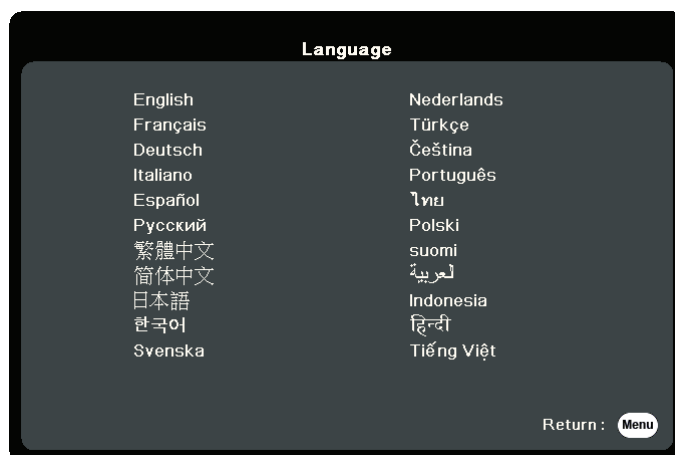 Language
English
Français
Deutsch
Italiano
Español
Русский
繁體中文
简体中文
日本語
한국어
Svenska
Nederlands
Türkçe
Čeština
Português
ไทย
Polski
suomi
لعربية
Indonesia
हिन्दी
Tiếng Việt
Return: Menu